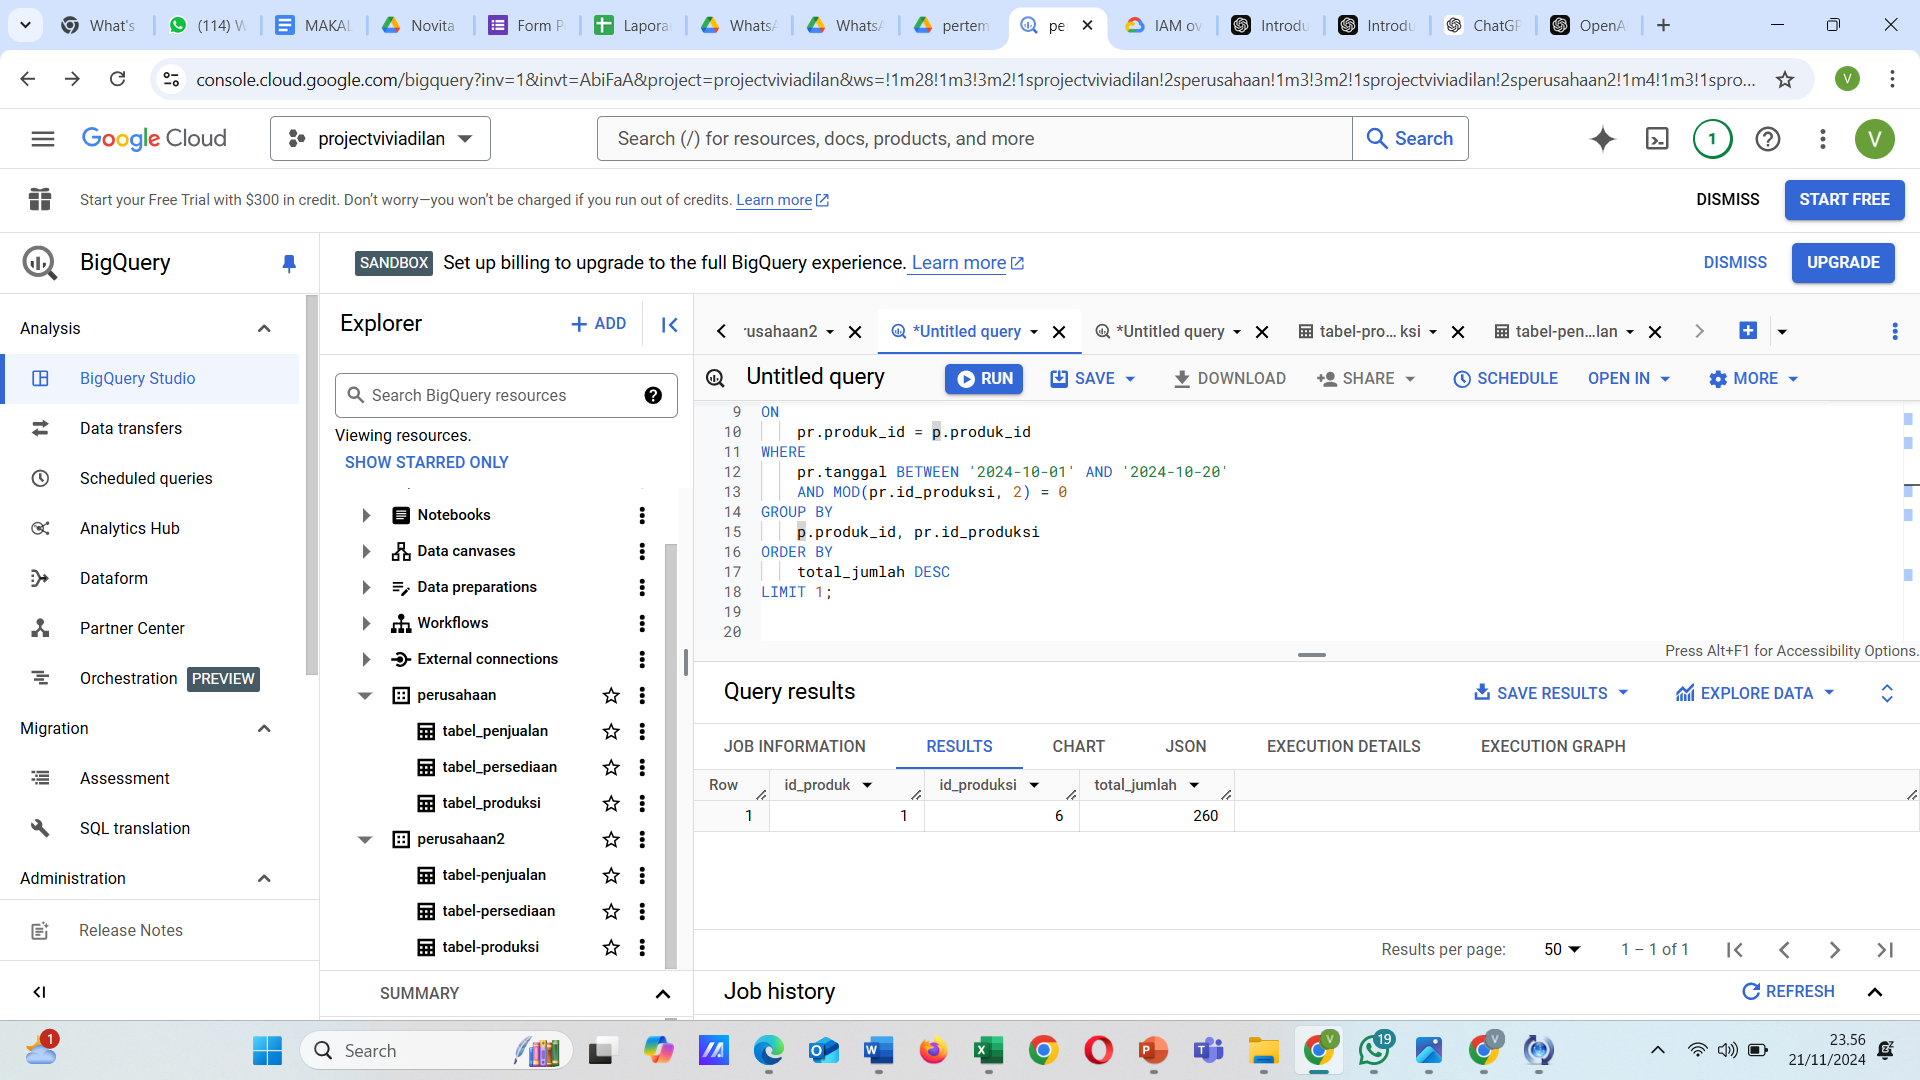 What's
(114) W
MAKAL
Novita
Form P
Lapora
WhatsA
WhatsA
pertem
pe
IAM ov
Introdu
Introdu
ChatGP
OpenA
console.cloud.google.com/bigquery?inv=1&invt=AbiFaA&project=projectviviadilan&ws=!1m28!1m3!3m2!1sprojectviviadilan!2sperusahaan!1m3!3m2!1sprojectviviadilan!2sperusahaan2!1m4!1m3!1spro...
V
Google Cloud
projectviviadilan
Search (/) for resources, docs, products, and more
Search
1
V
Start your Free Trial with $300 in credit. Don't worry—you won't be charged if you run out of credits. Learn more
DISMISS
START FREE
BigQuery
SANDBOX Set up billing to upgrade to the full BigQuery experience. Learn more
DISMISS
UPGRADE
Analysis
BigQuery Studio
Data transfers
Scheduled queries
Analytics Hub
Dataform
Partner Center
Orchestration PREVIEW
Migration
Assessment
SQL translation
Administration
Release Notes
Explorer
ADD
Search BigQuery resources
Viewing resources.
SHOW STARRED ONLY
Notebooks
Data canvases
Data preparations
Workflows
External connections
perusahaan
tabel_penjualan
tabel_persediaan
tabel_produksi
perusahaan2
tabel-penjualan
tabel-persediaan
tabel-produksi
SUMMARY
rusahaan2
*Untitled query
*Untitled query
tabel-pro...ksi
tabel-pen...lan
Untitled query
RUN
SAVE
DOWNLOAD
SHARE
SCHEDULE
OPEN IN
MORE
9 ON
10 pr.produk_id = p.produk_id
11 WHERE
12 pr.tanggal BETWEEN '2024-10-01' AND '2024-10-20'
13 AND MOD(pr.id_produksi, 2) = 0
14 GROUP BY
15 p.produk_id, pr.id_produksi
16 ORDER BY
17 total_jumlah DESC
18 LIMIT 1;
19
20
Press Alt+F1 for Accessibility Options.
Query results
SAVE RESULTS
EXPLORE DATA
JOB INFORMATION
RESULTS
CHART
JSON
EXECUTION DETAILS
EXECUTION GRAPH
Row id_produk id_produksi total_jumlah
1 1 6 260
Results per page: 50 1 – 1 of 1
Job history
REFRESH
1
Search
V
19
V
23.56
21/11/2024